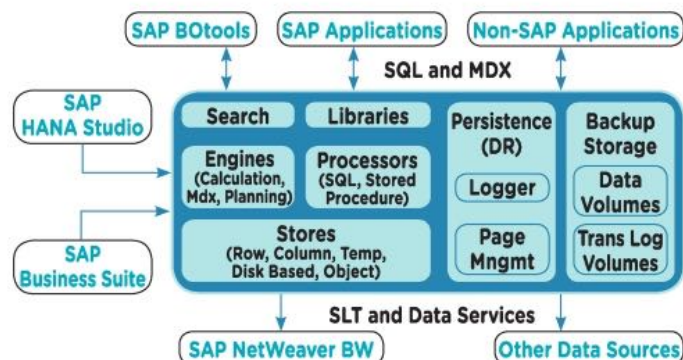 SAP BOtools
SAP Applications
Non-SAP Applications
SQL and MDX
SAP
HANA Studio
SAP
Business Suite
Search
Libraries
Engines
(Calculation,
Mdx, Planning)
Processors
(SQL, Stored
Procedure)
Stores
(Row, Column, Temp,
Disk Based, Object)
Persistence
(DR)
Logger
Page
Mngmt
Backup
Storage
Data
Volumes
Trans Log
Volumes
SLT and Data Services
SAP NetWeaver BW
Other Data Sources